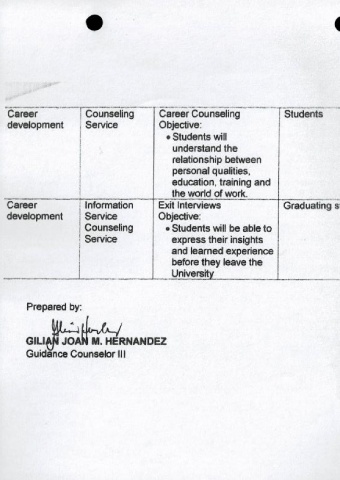 Career development
Counseling Service
Career Counseling
Objective:
• Students will
understand the
relationship between
personal qualities,
education, training and
the world of work.
Students
Career development
Information
Service
Counseling
Service
Exit Interviews
Objective:
• Students will be able to
express their insights
and learned experience
before they leave the
University
Graduating s
Prepared by:
GILIAN JOAN M. HERNANDEZ
Guidance Counselor III